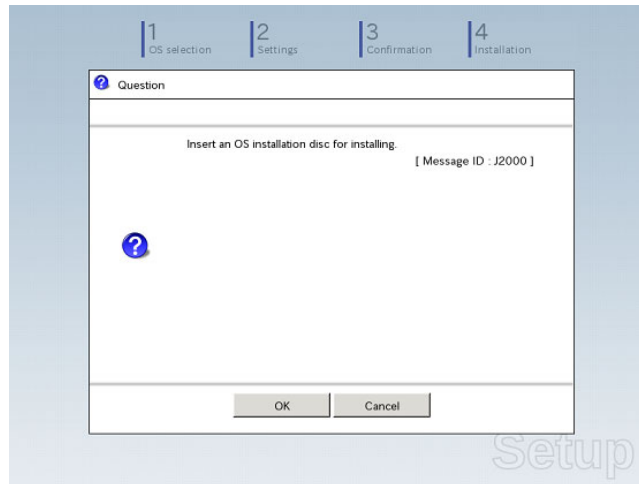 1 2 3 4
OS selection Settings Confirmation Installation
Question
Insert an OS installation disc for installing.
[ Message ID : J2000 ]
OK Cancel
Setup